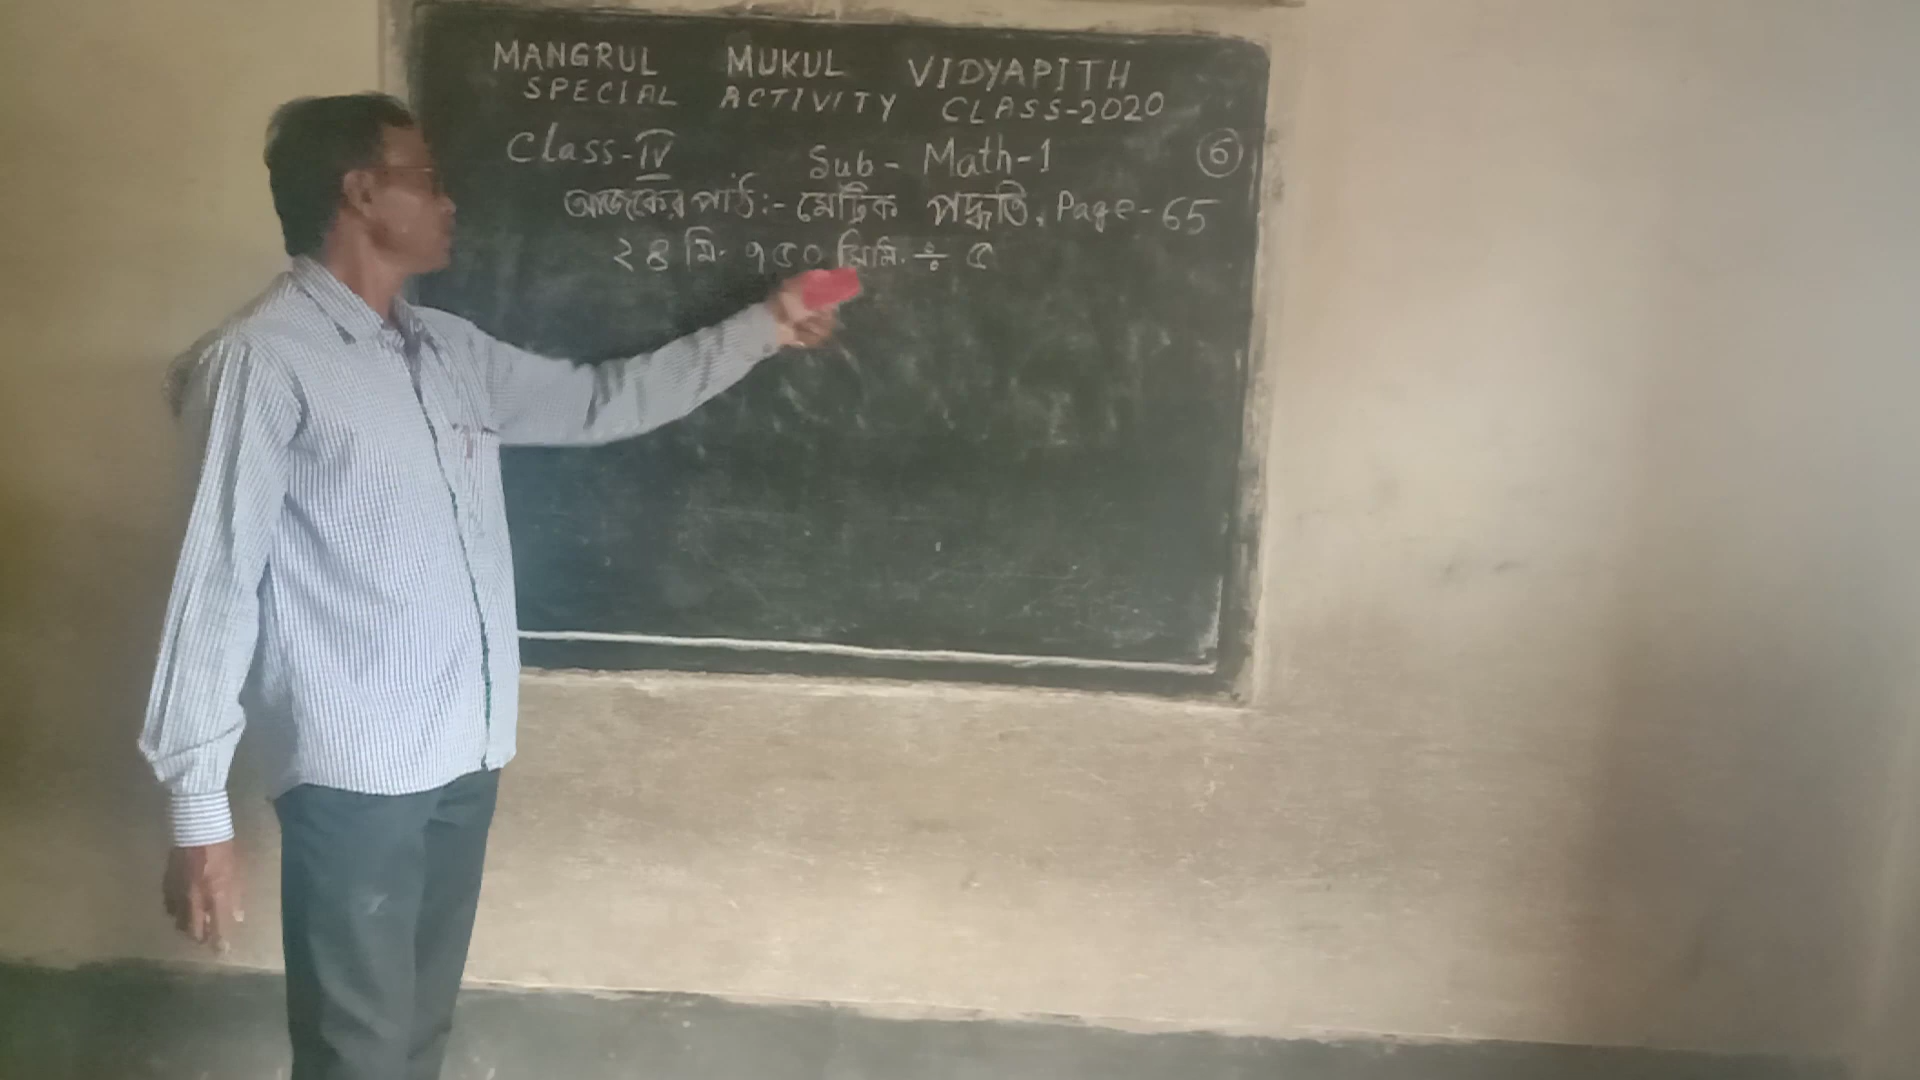 MANGRUL MUKUL VIDYAPITH
SPECIAL ACTIVITY CLASS-2020
Class-IV Sub- Math-1 6
আজকের পাঠ:- মেট্রিক পদ্ধতি, Page-65
২৪ মি. ৭৫০ মিমি. ÷ ৫